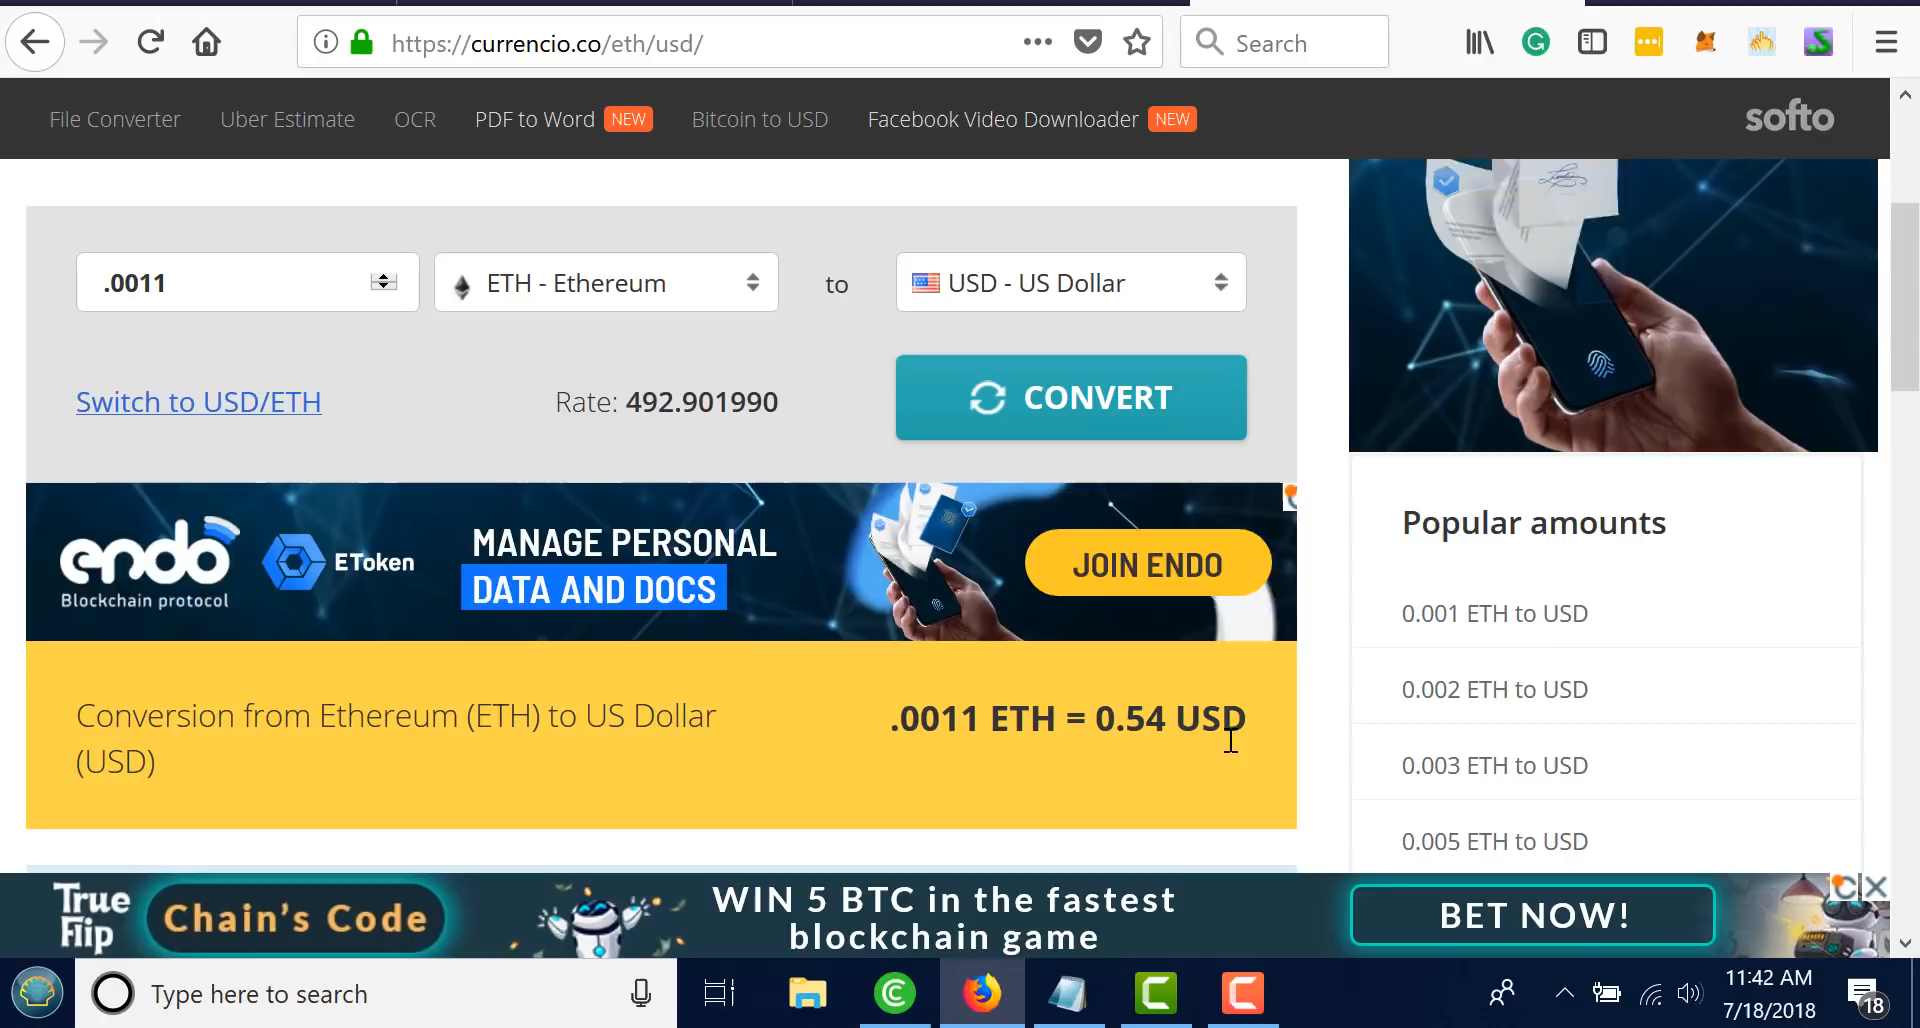 https://currencio.co/eth/usd/
Search
File Converter
Uber Estimate
OCR
PDF to Word NEW
Bitcoin to USD
Facebook Video Downloader NEW
softo
.0011
ETH - Ethereum
to
USD - US Dollar
Switch to USD/ETH
Rate: 492.901990
CONVERT
endo
Blockchain protocol
EToken
MANAGE PERSONAL
DATA AND DOCS
JOIN ENDO
Conversion from Ethereum (ETH) to US Dollar
(USD)
.0011 ETH = 0.54 USD
Popular amounts
0.001 ETH to USD
0.002 ETH to USD
0.003 ETH to USD
0.005 ETH to USD
True
Flip
Chain's Code
WIN 5 BTC in the fastest
blockchain game
BET NOW!
Type here to search
11:42 AM
7/18/2018
18